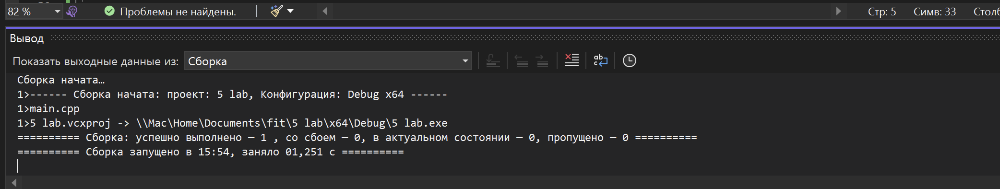 82 %
Проблемы не найдены.
Стр: 5
Симв: 33
Вывод
Показать выходные данные из: Сборка
Сборка начата…
1>------ Сборка начата: проект: 5 lab, Конфигурация: Debug x64 ------
1>main.cpp
1>5 lab.vcxproj -> \\Mac\Home\Documents\fit\5 lab\x64\Debug\5 lab.exe
========== Сборка: успешно выполнено — 1 , со сбоем — 0, в актуальном состоянии — 0, пропущено — 0 ==========
========== Сборка запущено в 15:54, заняло 01,251 с ==========